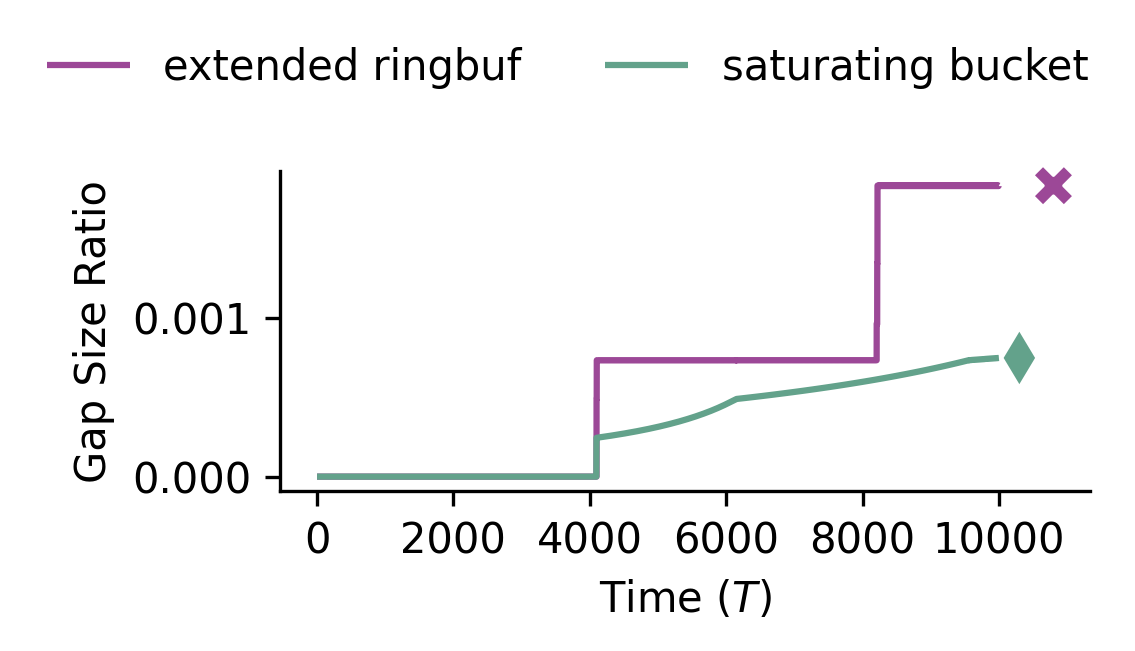 extended ringbuf saturating bucket
Gap Size Ratio
0.001
0.000
0 2000 4000 6000 8000 10000
Time (T)